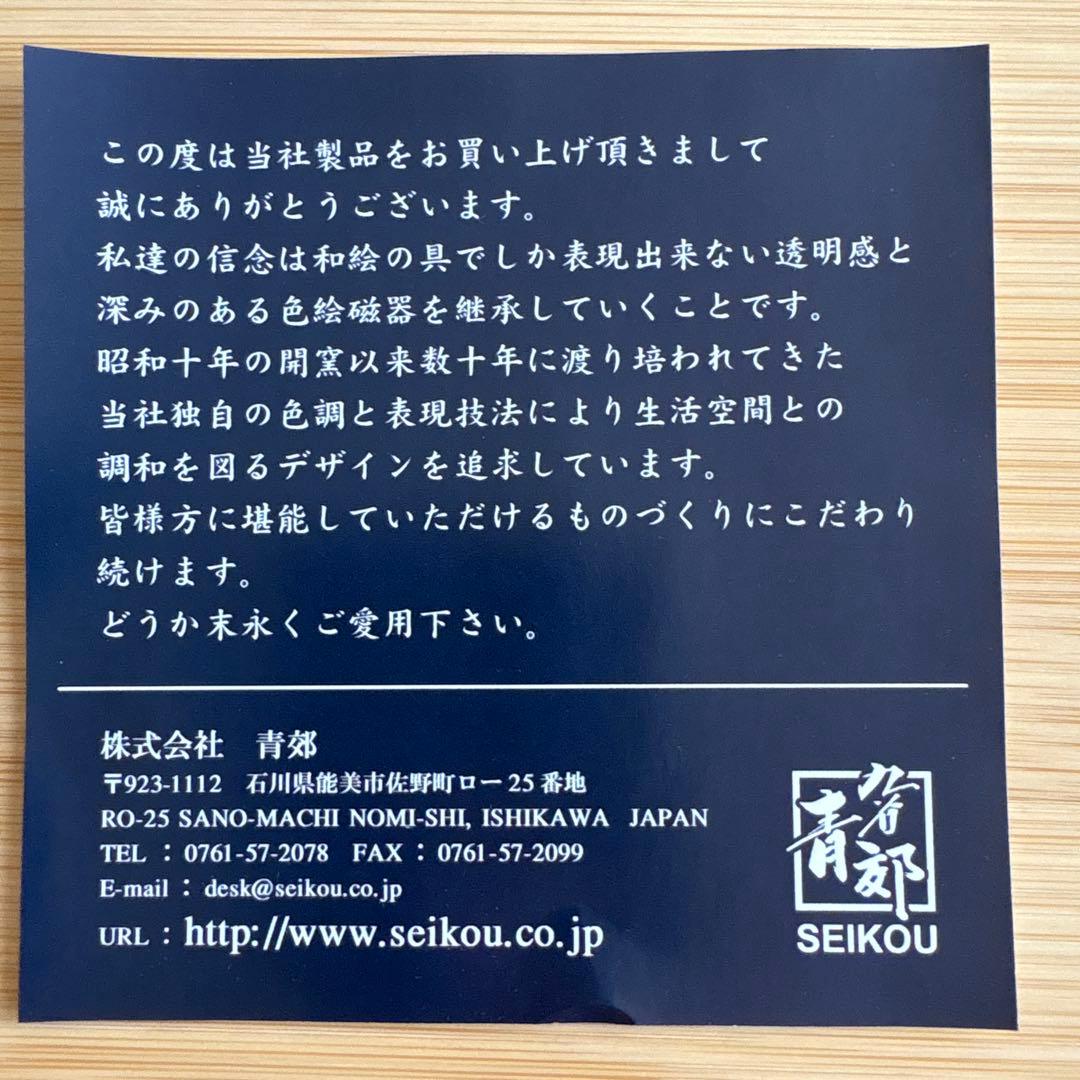 この度は当社製品をお買い上げ頂きまして
誠にありがとうございます。
私達の信念は和絵の具でしか表現出来ない透明感と
深みのある色絵磁器を継承していくことです。
昭和十年の開窯以来数十年に渡り培われてきた
当社独自の色調と表現技法により生活空間との
調和を図るデザインを追求しています。
皆様方に堪能していただけるものづくりにこだわり
続けます。
どうか末永くご愛用下さい。
株式会社　青郊
〒923-1112　石川県能美市佐野町ロー25番地
RO-25 SANO-MACHI NOMI-SHI, ISHIKAWA JAPAN
TEL : 0761-57-2078 FAX : 0761-57-2099
E-mail : desk@seikou.co.jp
URL : http://www.seikou.co.jp
九谷
青郊
SEIKOU